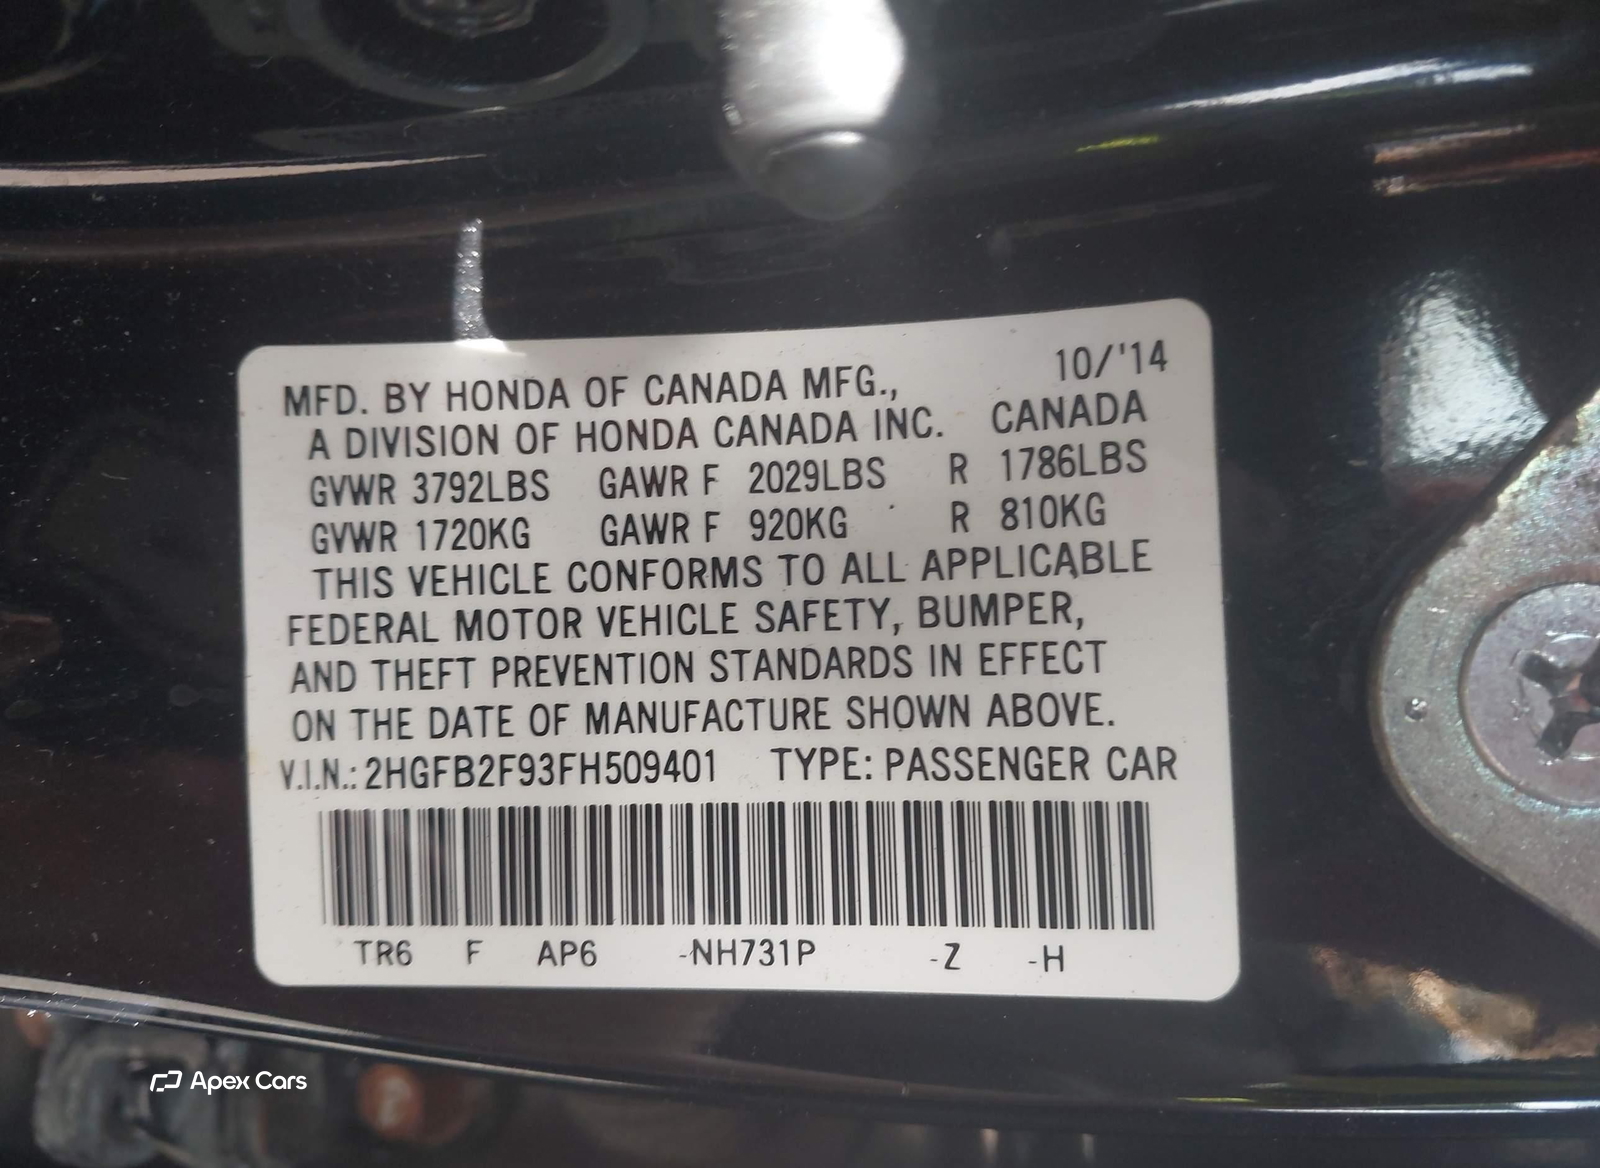 10/'14
MFD. BY HONDA OF CANADA MFG.,
A DIVISION OF HONDA CANADA INC. CANADA
GVWR 3792LBS GAWR F 2029LBS R 1786LBS
GVWR 1720KG GAWR F 920KG R 810KG
THIS VEHICLE CONFORMS TO ALL APPLICABLE
FEDERAL MOTOR VEHICLE SAFETY, BUMPER,
AND THEFT PREVENTION STANDARDS IN EFFECT
ON THE DATE OF MANUFACTURE SHOWN ABOVE.
V.I.N.: 2HGFB2F93FH509401 TYPE: PASSENGER CAR
TR6 F AP6 -NH731P -Z -H
Apex Cars